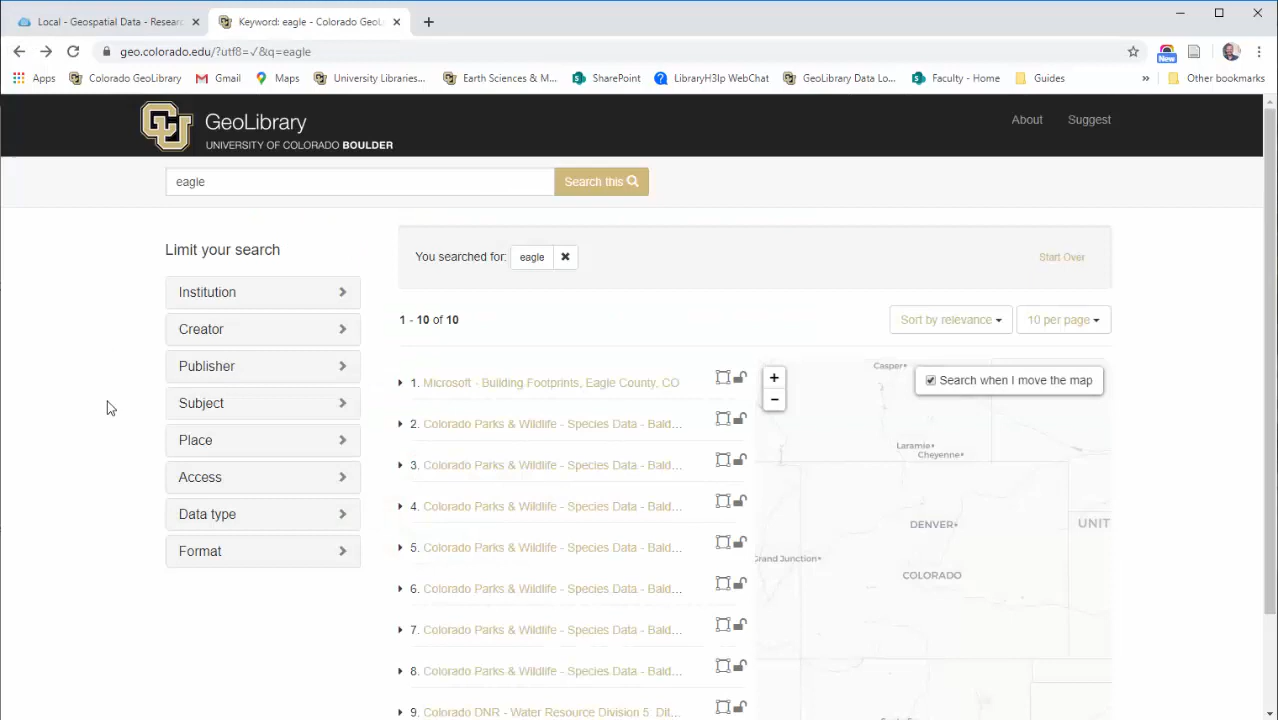 Local - Geospatial Data - Resear
Keyword: eagle - Colorado GeoLi
geo.colorado.edu/?utf8=✓&q=eagle
New
Apps
Colorado GeoLibrary
Gmail
Maps
University Libraries...
Earth Sciences & M...
SharePoint
LibraryH3lp WebChat
GeoLibrary Data Lo...
Faculty - Home
Guides
»
Other bookmarks
CU
GeoLibrary
UNIVERSITY OF COLORADO BOULDER
About
Suggest
eagle
Search this
Limit your search
Institution
Creator
Publisher
Subject
Place
Access
Data type
Format
You searched for: eagle ✖
Start Over
1 - 10 of 10
Sort by relevance
10 per page
1. Microsoft - Building Footprints, Eagle County, CO
2. Colorado Parks & Wildlife - Species Data - Bald...
3. Colorado Parks & Wildlife - Species Data - Bald...
4. Colorado Parks & Wildlife - Species Data - Bald...
5. Colorado Parks & Wildlife - Species Data - Bald...
6. Colorado Parks & Wildlife - Species Data - Bald...
7. Colorado Parks & Wildlife - Species Data - Bald...
8. Colorado Parks & Wildlife - Species Data - Bald...
9. Colorado DNR - Water Resource Division 5, Dit...
+
−
Search when I move the map
Casper
Laramie
Cheyenne
DENVER
UNIT
Grand Junction
COLORADO